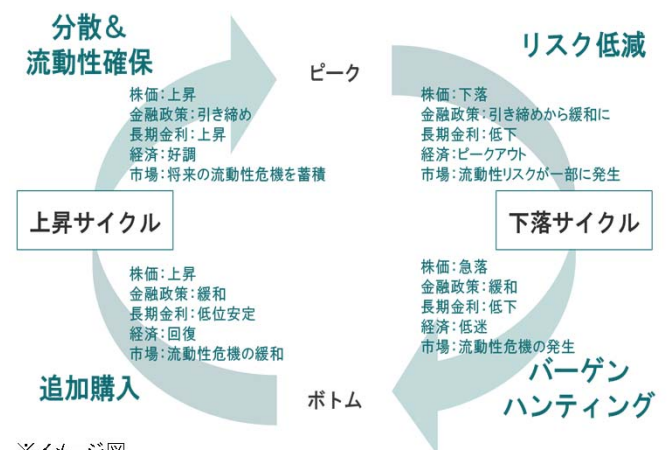 分散&
流動性確保
ピーク
リスク低減
株価:上昇
金融政策:引き締め
長期金利:上昇
経済:好調
市場:将来の流動性危機を蓄積
株価:下落
金融政策:引き締めから緩和に
長期金利:低下
経済:ピークアウト
市場:流動性リスクが一部に発生
上昇サイクル
下落サイクル
株価:上昇
金融政策:緩和
長期金利:低位安定
経済:回復
市場:流動性危機の緩和
株価:急落
金融政策:緩和
長期金利:低下
経済:低迷
市場:流動性危機の発生
追加購入
ボトム
バーゲン
ハンティング
※イメージ図